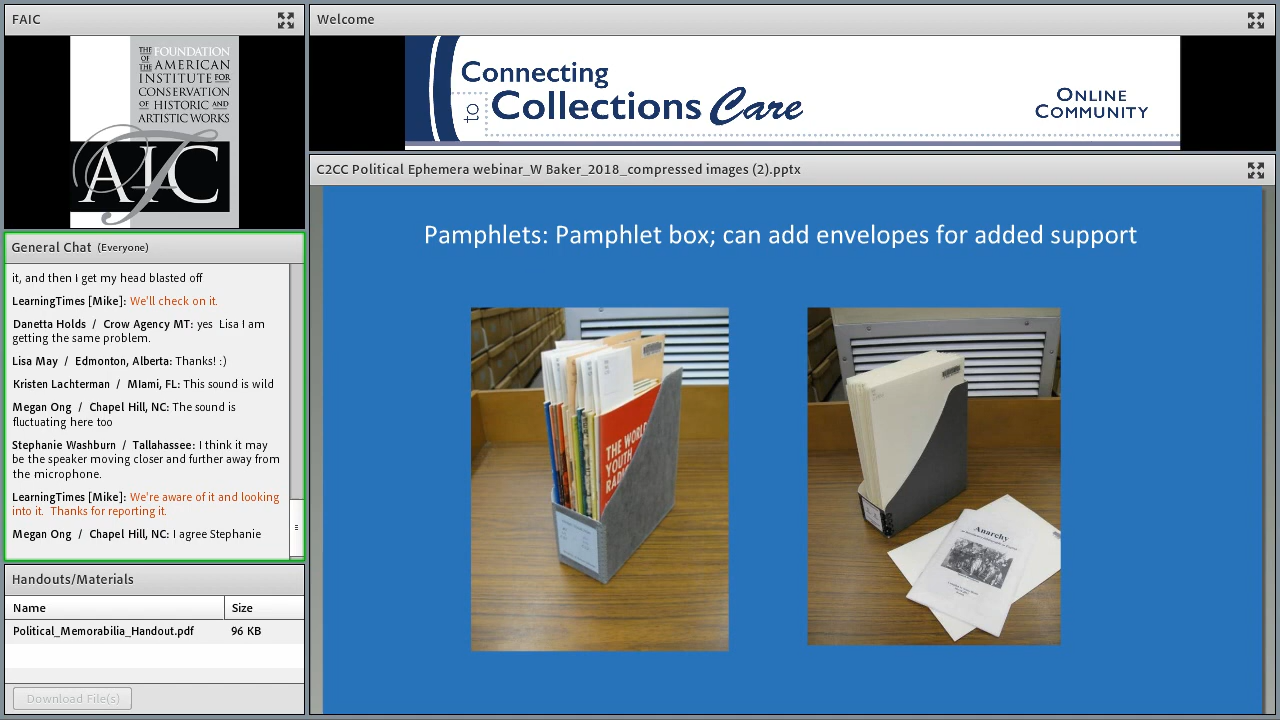 FAIC
THE FOUNDATION
OF THE AMERICAN
INSTITUTE FOR
CONSERVATION
OF HISTORIC AND
ARTISTIC WORKS
AIC
General Chat (Everyone)
it, and then I get my head blasted off
LearningTimes [Mike]: We'll check on it.
Danetta Holds / Crow Agency MT: yes Lisa I am
getting the same problem.
Lisa May / Edmonton, Alberta: Thanks! :)
Kristen Lachterman / MIami, FL: This sound is wild
Megan Ong / Chapel Hill, NC: The sound is
fluctuating here too
Stephanie Washburn / Tallahassee: I think it may
be the speaker moving closer and further away from
the microphone.
LearningTimes [Mike]: We're aware of it and looking
into it. Thanks for reporting it.
Megan Ong / Chapel Hill, NC: I agree Stephanie
Handouts/Materials
Name Size
Political_Memorabilia_Handout.pdf 96 KB
Download File(s)
Welcome
Connecting
to Collections Care
ONLINE
COMMUNITY
C2CC Political Ephemera webinar_W Baker_2018_compressed images (2).pptx
Pamphlets: Pamphlet box; can add envelopes for added support
THE WORLD
YOUTH
Anarchy